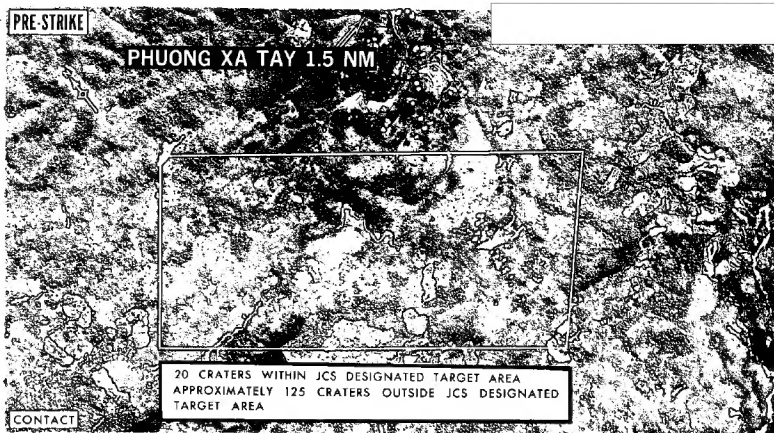 PRE-STRIKE
PHUONG XA TAY 1.5 NM
20 CRATERS WITHIN JCS DESIGNATED TARGET AREA
APPROXIMATELY 125 CRATERS OUTSIDE JCS DESIGNATED
TARGET AREA
CONTACT